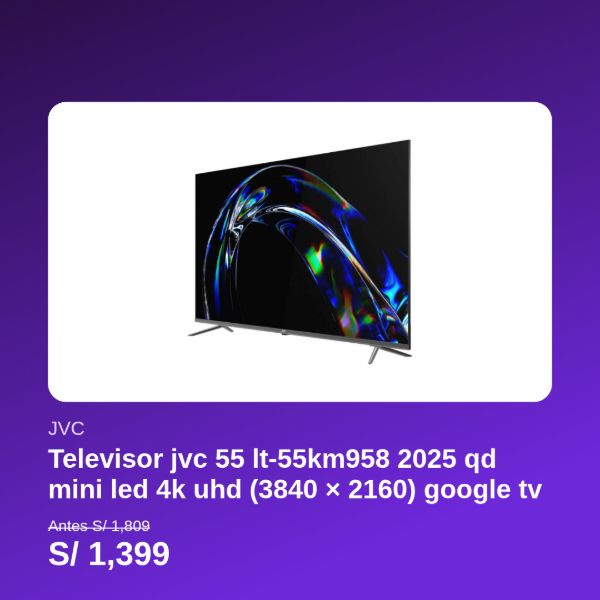 JVC
Televisor jvc 55 lt-55km958 2025 qd
mini led 4k uhd (3840 × 2160) google tv
Antes S/ 1,809
S/ 1,399